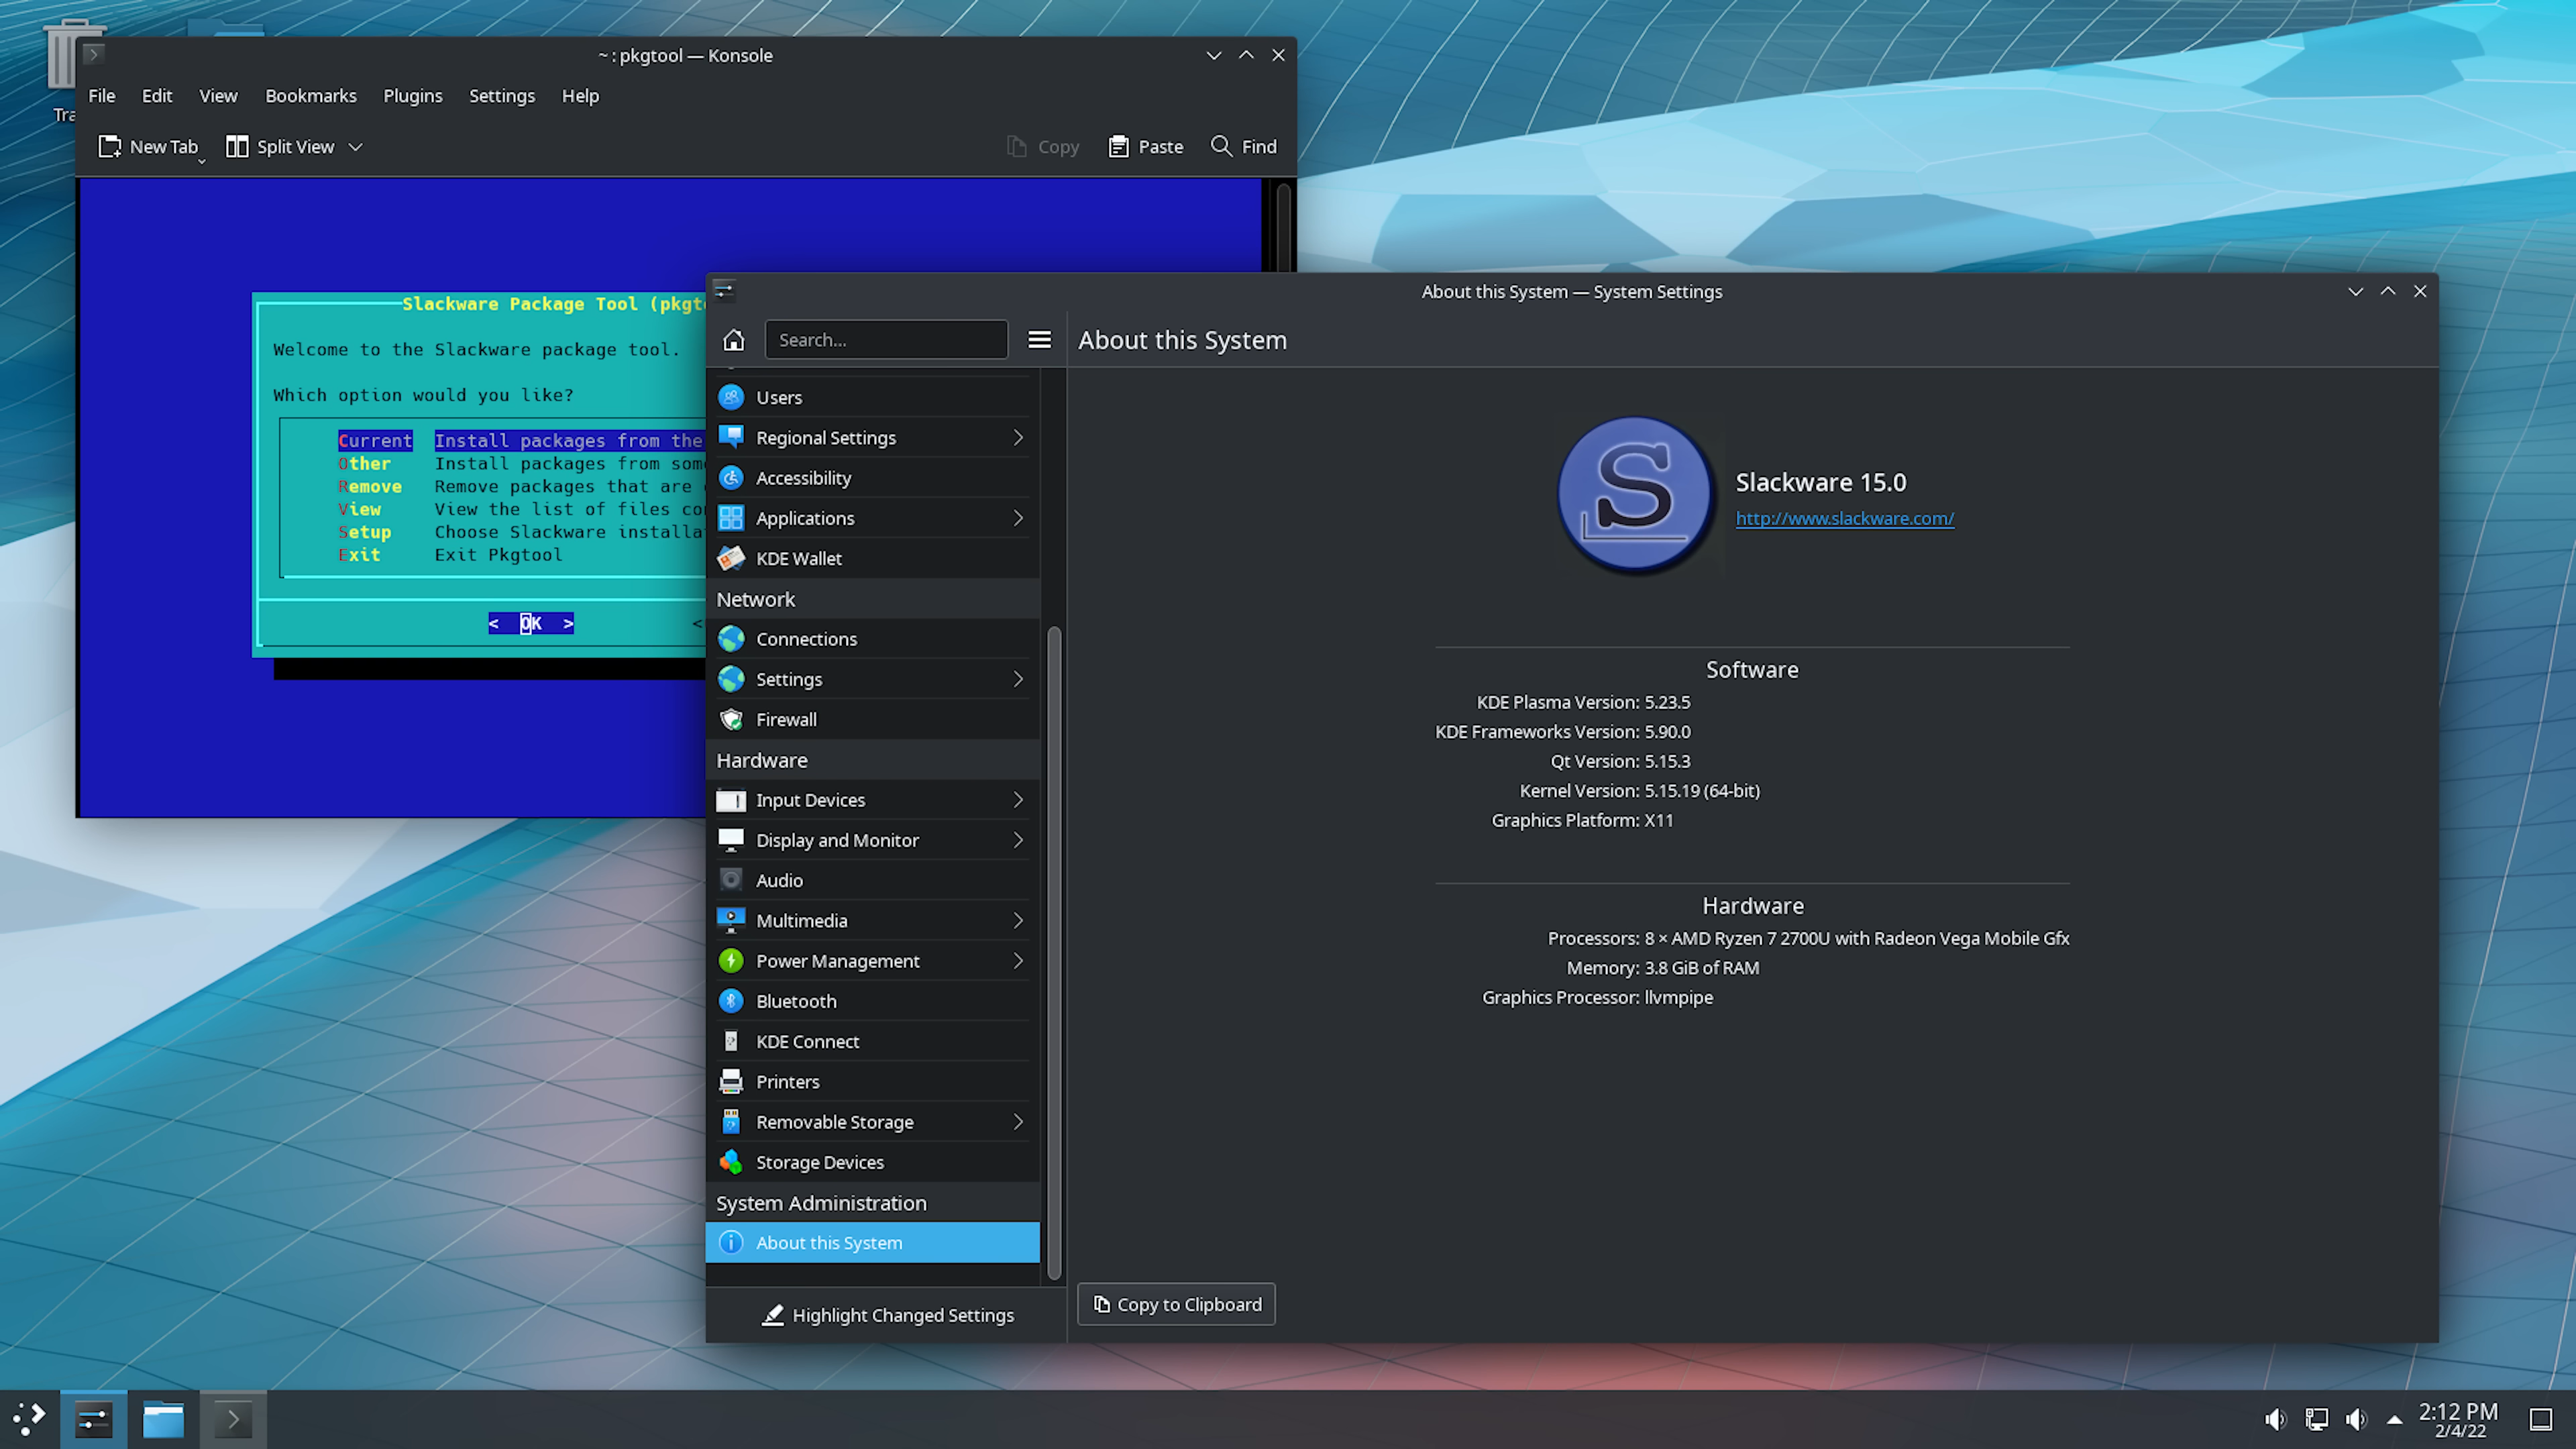 Tra
~ : pkgtool — Konsole
File Edit View Bookmarks Plugins Settings Help
New Tab Split View Copy Paste Find
Slackware Package Tool (pkgt
Welcome to the Slackware package tool.
Which option would you like?
Current Install packages from the
Other Install packages from som
Remove Remove packages that are
View View the list of files co
Setup Choose Slackware installa
Exit Exit Pkgtool
< OK > <
About this System — System Settings
Search...
About this System
Users
Regional Settings
Accessibility
Applications
KDE Wallet
Network
Connections
Settings
Firewall
Hardware
Input Devices
Display and Monitor
Audio
Multimedia
Power Management
Bluetooth
KDE Connect
Printers
Removable Storage
Storage Devices
System Administration
About this System
Highlight Changed Settings
S
Slackware 15.0
http://www.slackware.com/
Software
KDE Plasma Version: 5.23.5
KDE Frameworks Version: 5.90.0
Qt Version: 5.15.3
Kernel Version: 5.15.19 (64-bit)
Graphics Platform: X11
Hardware
Processors: 8 × AMD Ryzen 7 2700U with Radeon Vega Mobile Gfx
Memory: 3.8 GiB of RAM
Graphics Processor: llvmpipe
Copy to Clipboard
2:12 PM
2/4/22